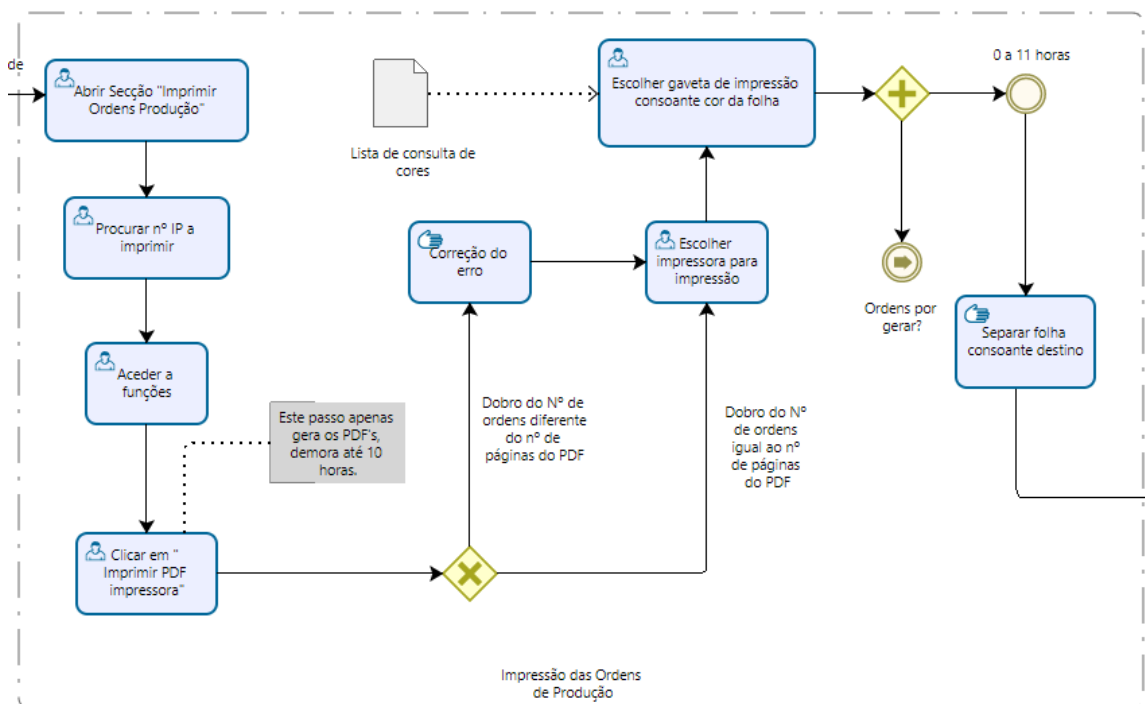 de
Abrir Secção "Imprimir
Ordens Produção"
Procurar nº IP a
imprimir
Aceder a
funções
Este passo apenas
gera os PDF's,
demora até 10
horas.
Clicar em "
Imprimir PDF
impressora"
Lista de consulta de
cores
Correção do
erro
Dobro do Nº de
ordens diferente
do nº de
páginas do PDF
Escolher
impressora para
impressão
Dobro do Nº
de ordens
igual ao nº
de páginas
do PDF
Escolher gaveta de impressão
consoante cor da folha
Ordens por
gerar?
0 a 11 horas
Separar folha
consoante destino
Impressão das Ordens
de Produção